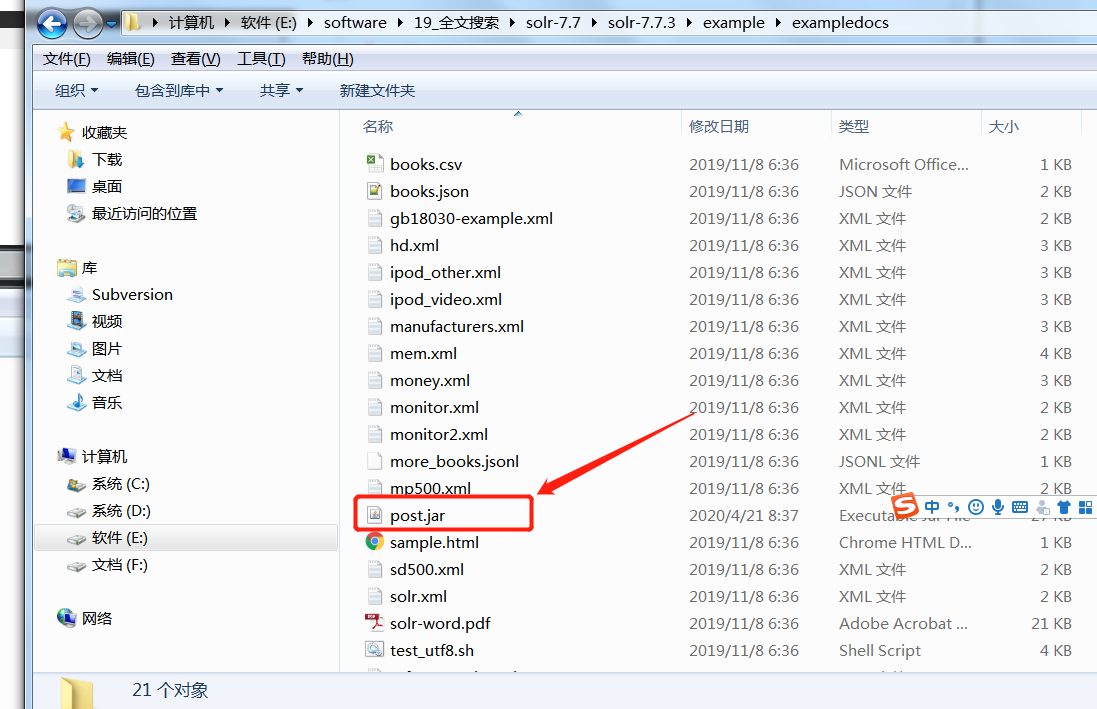 计算机 软件 (E:) software 19_全文搜索 solr-7.7 solr-7.7.3 example exampledocs
文件(F) 编辑(E) 查看(V) 工具(T) 帮助(H)
组织 包含到库中 共享 新建文件夹
收藏夹
下载
桌面
最近访问的位置
库
Subversion
视频
图片
文档
音乐
计算机
系统 (C:)
系统 (D:)
软件 (E:)
文档 (F:)
网络
名称 修改日期 类型 大小
books.csv 2019/11/8 6:36 Microsoft Office... 1 KB
books.json 2019/11/8 6:36 JSON 文件 2 KB
gb18030-example.xml 2019/11/8 6:36 XML 文件 2 KB
hd.xml 2019/11/8 6:36 XML 文件 3 KB
ipod_other.xml 2019/11/8 6:36 XML 文件 3 KB
ipod_video.xml 2019/11/8 6:36 XML 文件 3 KB
manufacturers.xml 2019/11/8 6:36 XML 文件 3 KB
mem.xml 2019/11/8 6:36 XML 文件 4 KB
money.xml 2019/11/8 6:36 XML 文件 3 KB
monitor.xml 2019/11/8 6:36 XML 文件 2 KB
monitor2.xml 2019/11/8 6:36 XML 文件 2 KB
more_books.jsonl 2019/11/8 6:36 JSONL 文件 1 KB
mp500.xml 2019/11/8 6:36 XML 文件 2 KB
post.jar 2020/4/21 8:37 Executable Jar File 27 KB
sample.html 2019/11/8 6:36 Chrome HTML D... 1 KB
sd500.xml 2019/11/8 6:36 XML 文件 2 KB
solr.xml 2019/11/8 6:36 XML 文件 2 KB
solr-word.pdf 2019/11/8 6:36 Adobe Acrobat ... 21 KB
test_utf8.sh 2019/11/8 6:36 Shell Script 4 KB
中
21 个对象